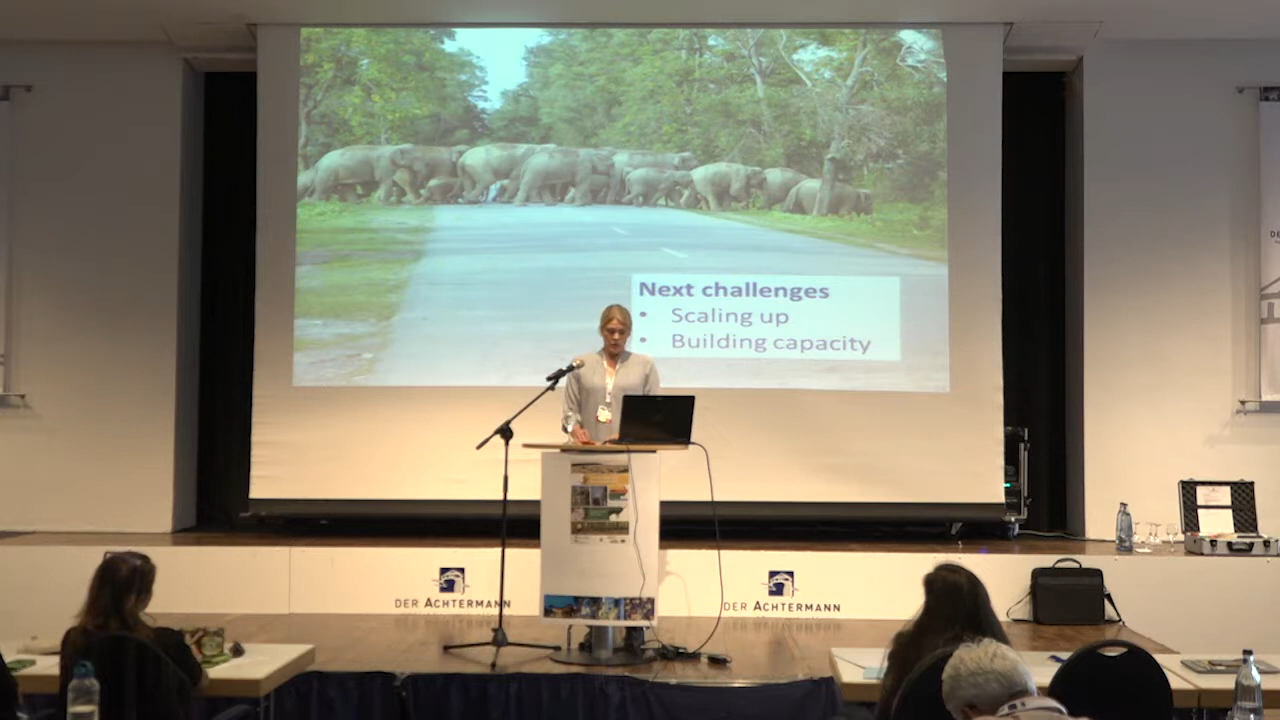 Next challenges
• Scaling up
• Building capacity
DER ACHTERMANN
DER ACHTERMANN